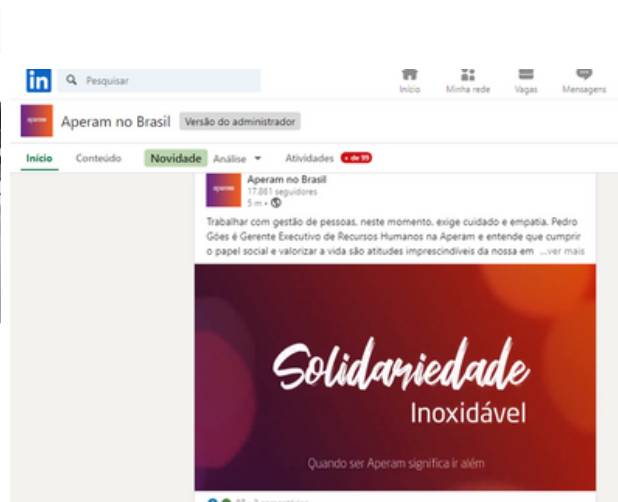 in Pesquisar
Início Minha rede Vagas Mensagens
aperam Aperam no Brasil Versão do administrador
Início Conteúdo Novidade Análise Atividades + de 99
aperam Aperam no Brasil
17.861 seguidores
5 m •
Trabalhar com gestão de pessoas, neste momento, exige cuidado e empatia. Pedro
Góes é Gerente Executivo de Recursos Humanos na Aperam e entende que cumprir
o papel social e valorizar a vida são atitudes imprescindíveis da nossa em ...ver mais
Solidariedade
Inoxidável
Quando ser Aperam significa ir além